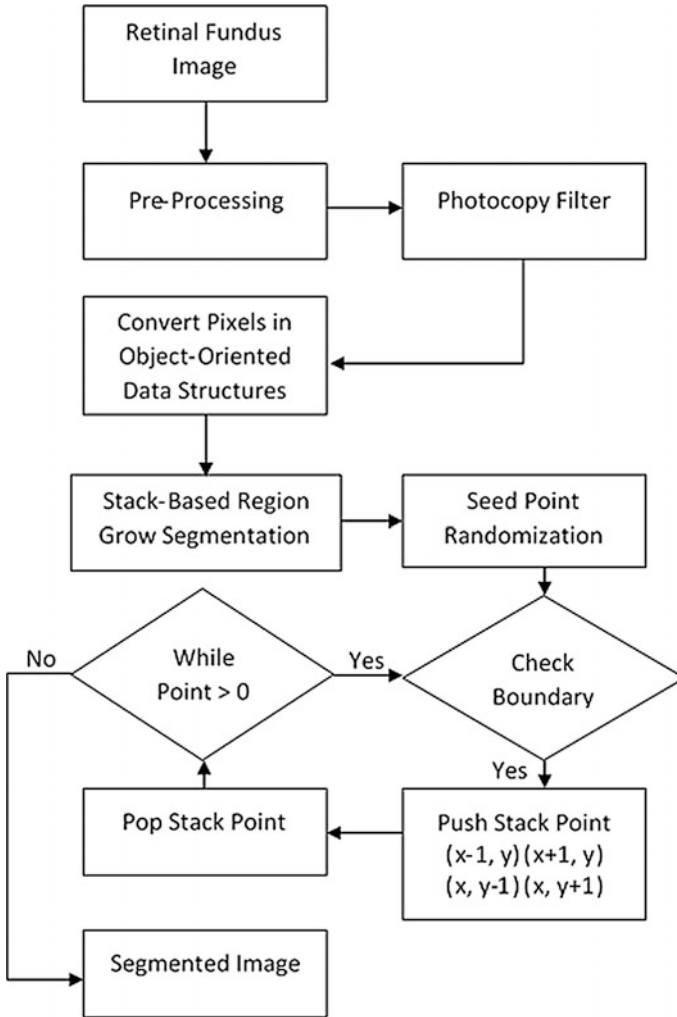 Retinal Fundus
Image
Pre-Processing
Photocopy Filter
Convert Pixels in
Object-Oriented
Data Structures
Stack-Based Region
Grow Segmentation
Seed Point
Randomization
No
While
Point > 0
Yes
Check
Boundary
Yes
Pop Stack Point
Push Stack Point
(x-1, y)(x+1, y)
(x, y-1)(x, y+1)
Segmented Image